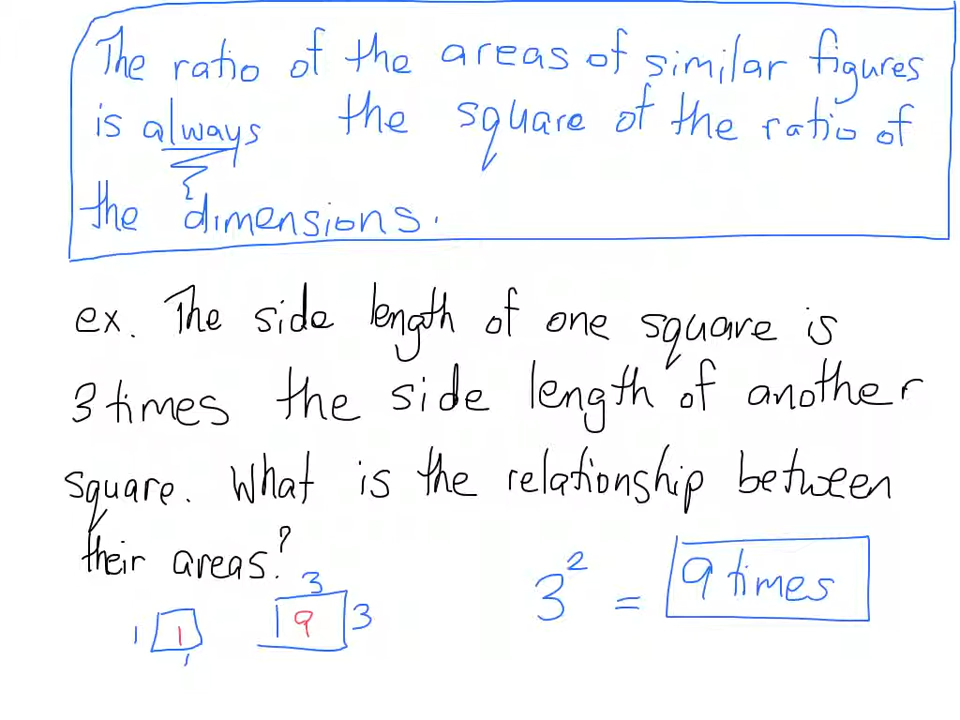 The ratio of the areas of similar figures
is always the square of the ratio of
the dimensions.
ex. The side length of one square is
3 times the side length of another
square. What is the relationship between
their areas?
3² = 9 times
3
1 1 9 3
1